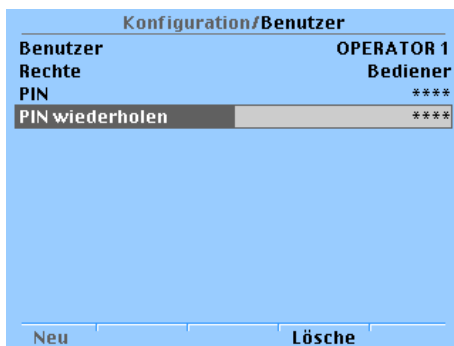 Konfiguration/Benutzer
Benutzer OPERATOR 1
Rechte Bediener
PIN ****
PIN wiederholen ****
Neu Lösche